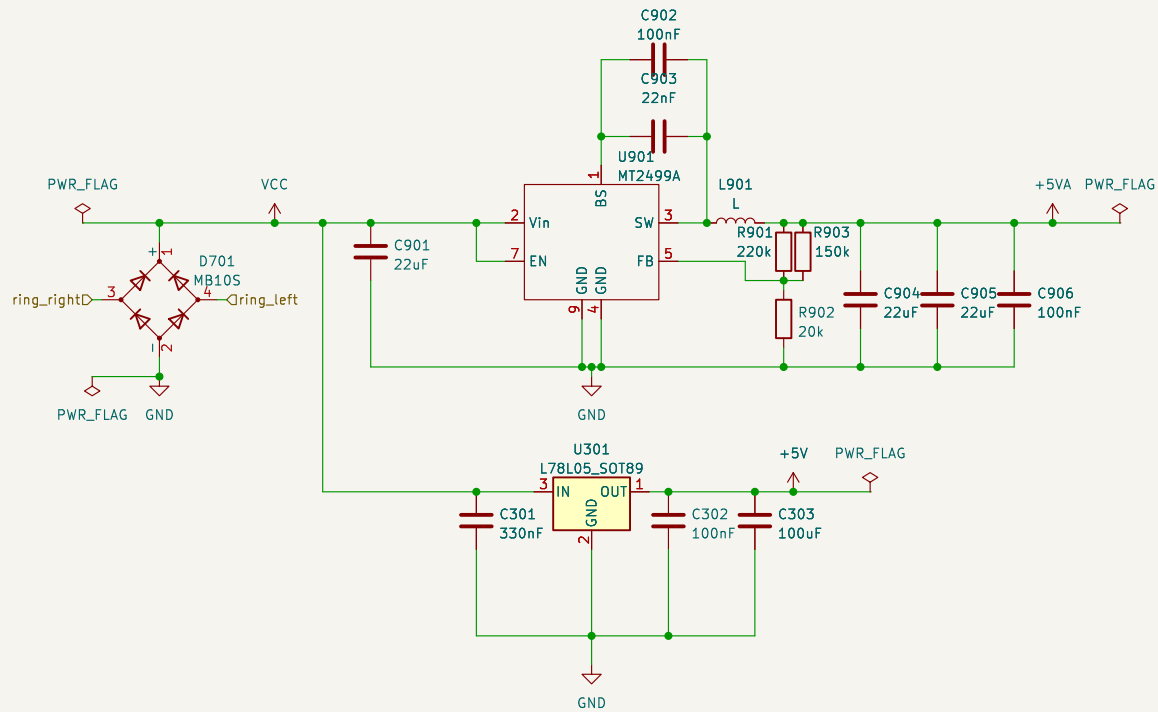 C902
100nF
C903
22nF
U901
MT2499A
1
BS
PWR_FLAG
VCC
L901
L
+5VA
PWR_FLAG
2
Vin
SW
3
7
EN
FB
5
GND
GND
9
4
C901
22uF
R901
220k
R903
150k
+
1
D701
MB10S
ring_right
3
4
ring_left
-
2
C904
22uF
C905
22uF
C906
100nF
R902
20k
PWR_FLAG
GND
GND
U301
L78L05_SOT89
+5V
PWR_FLAG
3
IN
OUT
1
GND
2
C301
330nF
C302
100nF
C303
100uF
GND